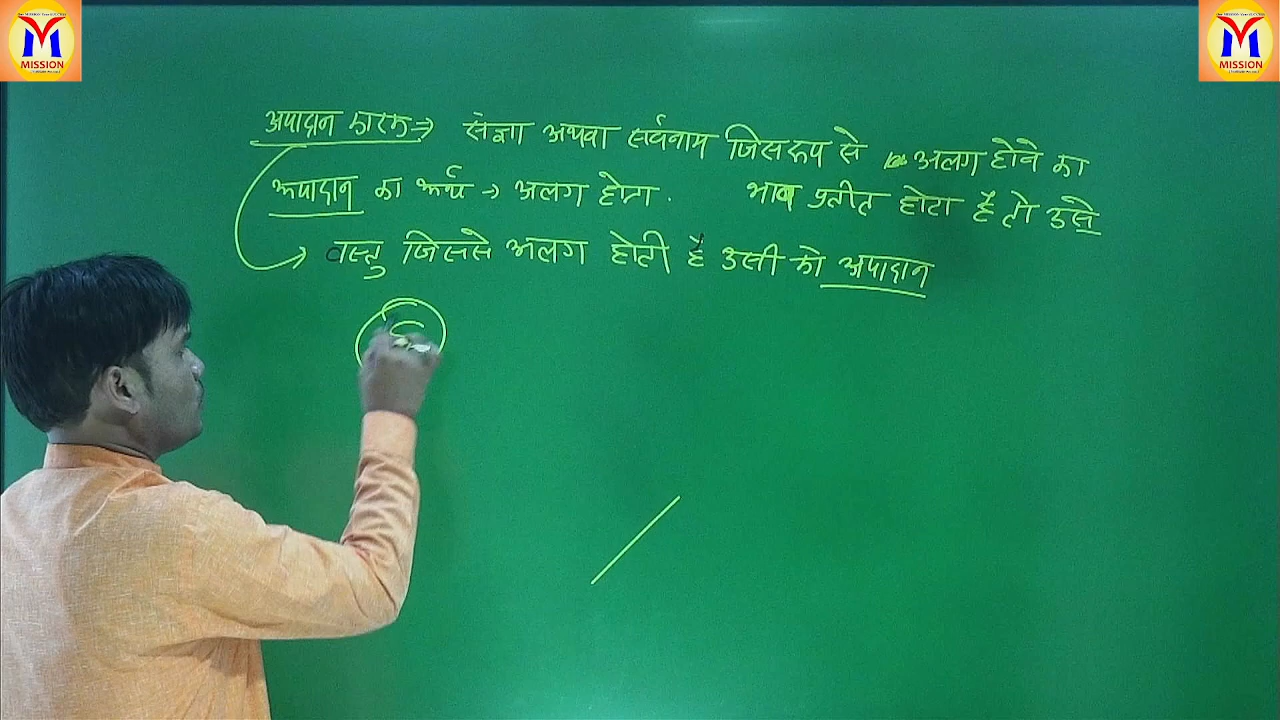 MISSION
MISSION
अपादान कारक ⇒ संज्ञा अथवा सर्वनाम जिस रूप से अलग होने का
भाव प्रतीत होता है तो उसे
अपादान का अर्थ → अलग होना.
→ वस्तु जिससे अलग होती है उसी को अपादान